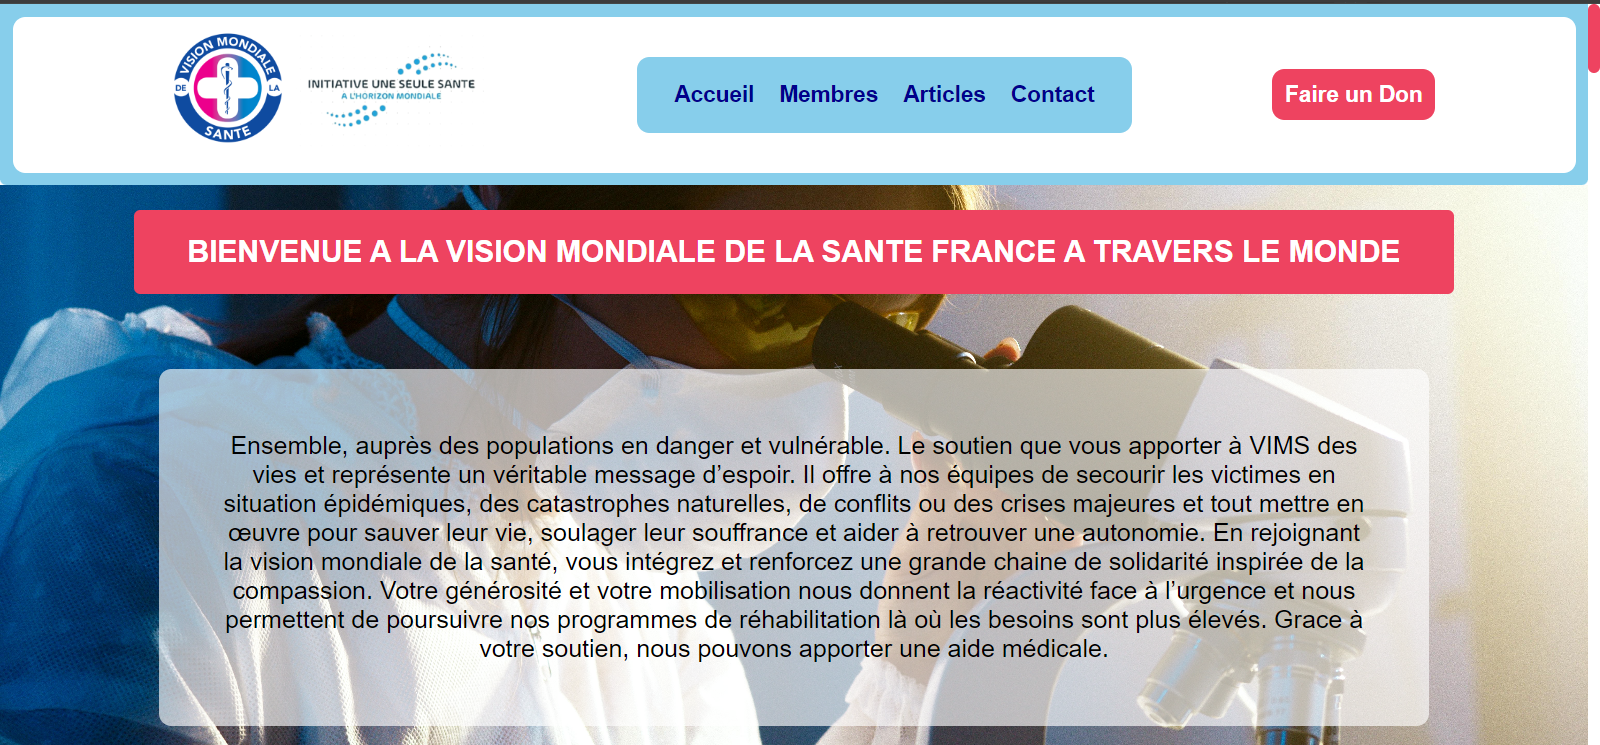 VISION MONDIALE
DE LA
SANTE
INITIATIVE UNE SEULE SANTE
A L'HORIZON MONDIALE
Accueil Membres Articles Contact
Faire un Don
BIENVENUE A LA VISION MONDIALE DE LA SANTE FRANCE A TRAVERS LE MONDE
Ensemble, auprès des populations en danger et vulnérable. Le soutien que vous apporter à VIMS des
vies et représente un véritable message d’espoir. Il offre à nos équipes de secourir les victimes en
situation épidémiques, des catastrophes naturelles, de conflits ou des crises majeures et tout mettre en
œuvre pour sauver leur vie, soulager leur souffrance et aider à retrouver une autonomie. En rejoignant
la vision mondiale de la santé, vous intégrez et renforcez une grande chaine de solidarité inspirée de la
compassion. Votre générosité et votre mobilisation nous donnent la réactivité face à l’urgence et nous
permettent de poursuivre nos programmes de réhabilitation là où les besoins sont plus élevés. Grace à
votre soutien, nous pouvons apporter une aide médicale.